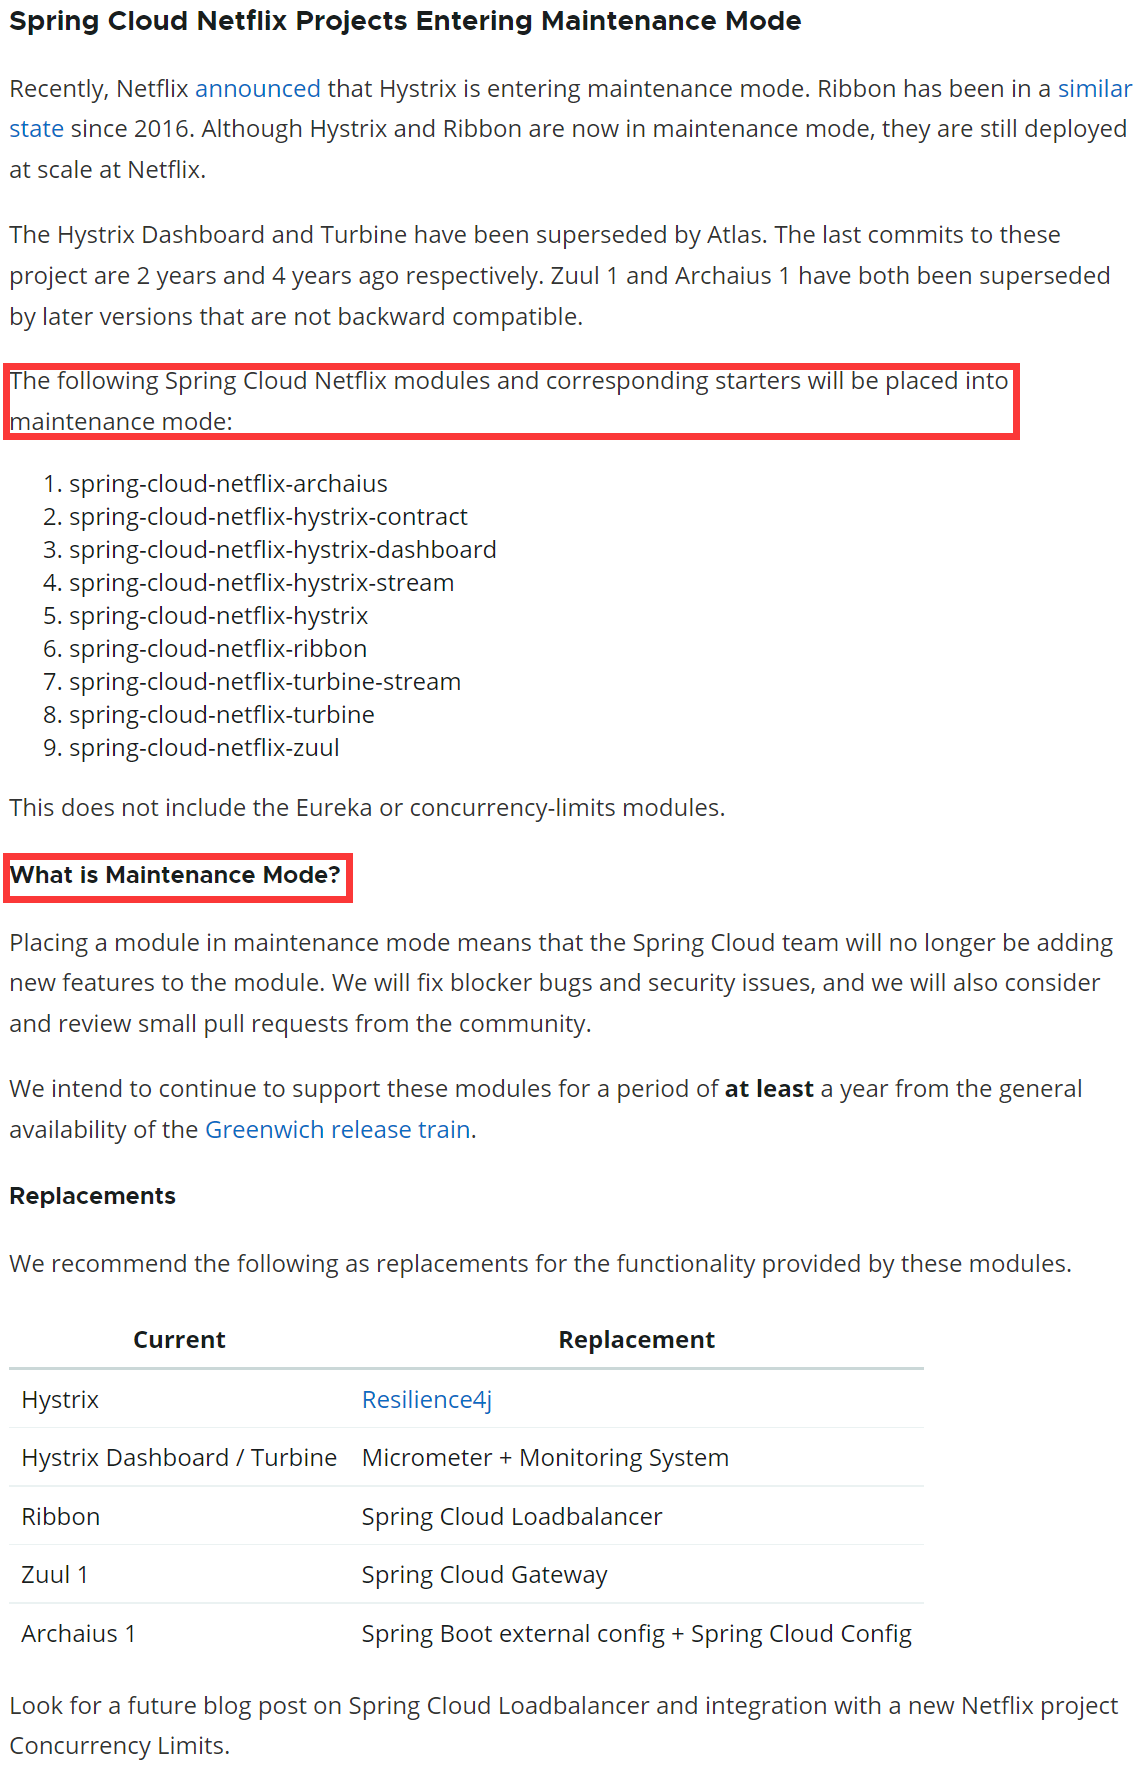 Spring Cloud Netflix Projects Entering Maintenance Mode
Recently, Netflix announced that Hystrix is entering maintenance mode. Ribbon has been in a similar
state since 2016. Although Hystrix and Ribbon are now in maintenance mode, they are still deployed
at scale at Netflix.
The Hystrix Dashboard and Turbine have been superseded by Atlas. The last commits to these
project are 2 years and 4 years ago respectively. Zuul 1 and Archaius 1 have both been superseded
by later versions that are not backward compatible.
The following Spring Cloud Netflix modules and corresponding starters will be placed into
maintenance mode:
1. spring-cloud-netflix-archaius
2. spring-cloud-netflix-hystrix-contract
3. spring-cloud-netflix-hystrix-dashboard
4. spring-cloud-netflix-hystrix-stream
5. spring-cloud-netflix-hystrix
6. spring-cloud-netflix-ribbon
7. spring-cloud-netflix-turbine-stream
8. spring-cloud-netflix-turbine
9. spring-cloud-netflix-zuul
This does not include the Eureka or concurrency-limits modules.
What is Maintenance Mode?
Placing a module in maintenance mode means that the Spring Cloud team will no longer be adding
new features to the module. We will fix blocker bugs and security issues, and we will also consider
and review small pull requests from the community.
We intend to continue to support these modules for a period of at least a year from the general
availability of the Greenwich release train.
Replacements
We recommend the following as replacements for the functionality provided by these modules.
Current Replacement
Hystrix Resilience4j
Hystrix Dashboard / Turbine Micrometer + Monitoring System
Ribbon Spring Cloud Loadbalancer
Zuul 1 Spring Cloud Gateway
Archaius 1 Spring Boot external config + Spring Cloud Config
Look for a future blog post on Spring Cloud Loadbalancer and integration with a new Netflix project
Concurrency Limits.